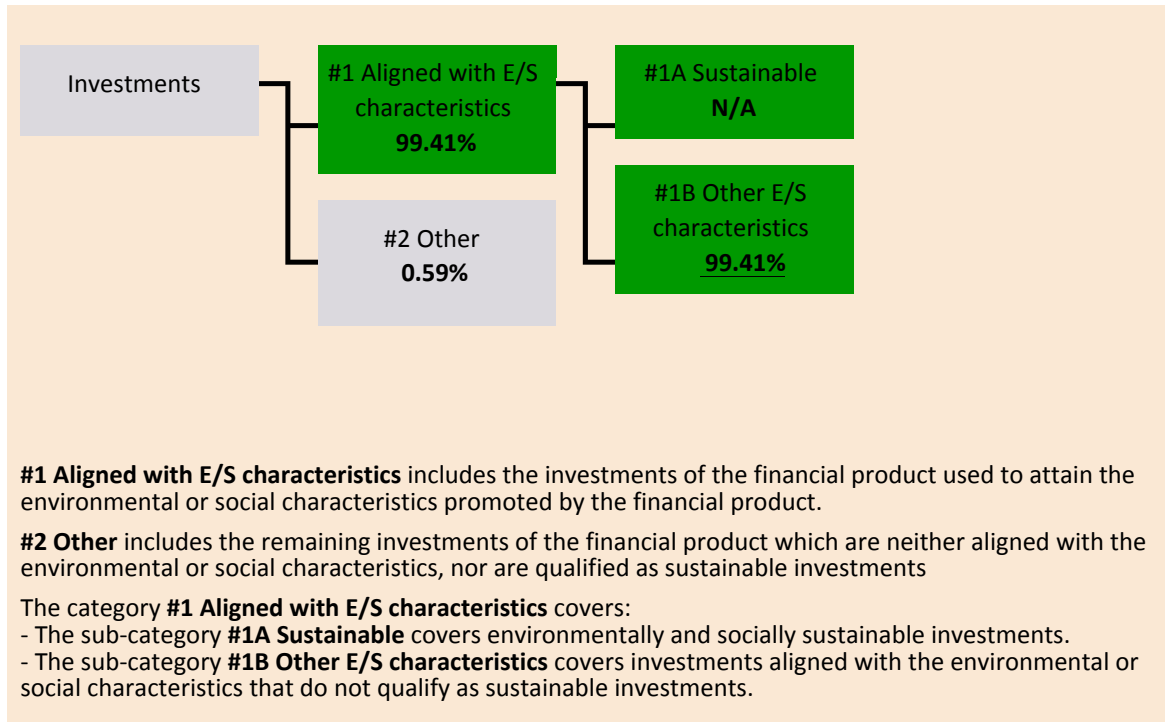 Investments
#1 Aligned with E/S
characteristics
99.41%
#2 Other
0.59%
#1A Sustainable
N/A
#1B Other E/S
characteristics
99.41%
#1 Aligned with E/S characteristics includes the investments of the financial product used to attain the
environmental or social characteristics promoted by the financial product.
#2 Other includes the remaining investments of the financial product which are neither aligned with the
environmental or social characteristics, nor are qualified as sustainable investments
The category #1 Aligned with E/S characteristics covers:
- The sub-category #1A Sustainable covers environmentally and socially sustainable investments.
- The sub-category #1B Other E/S characteristics covers investments aligned with the environmental or
social characteristics that do not qualify as sustainable investments.